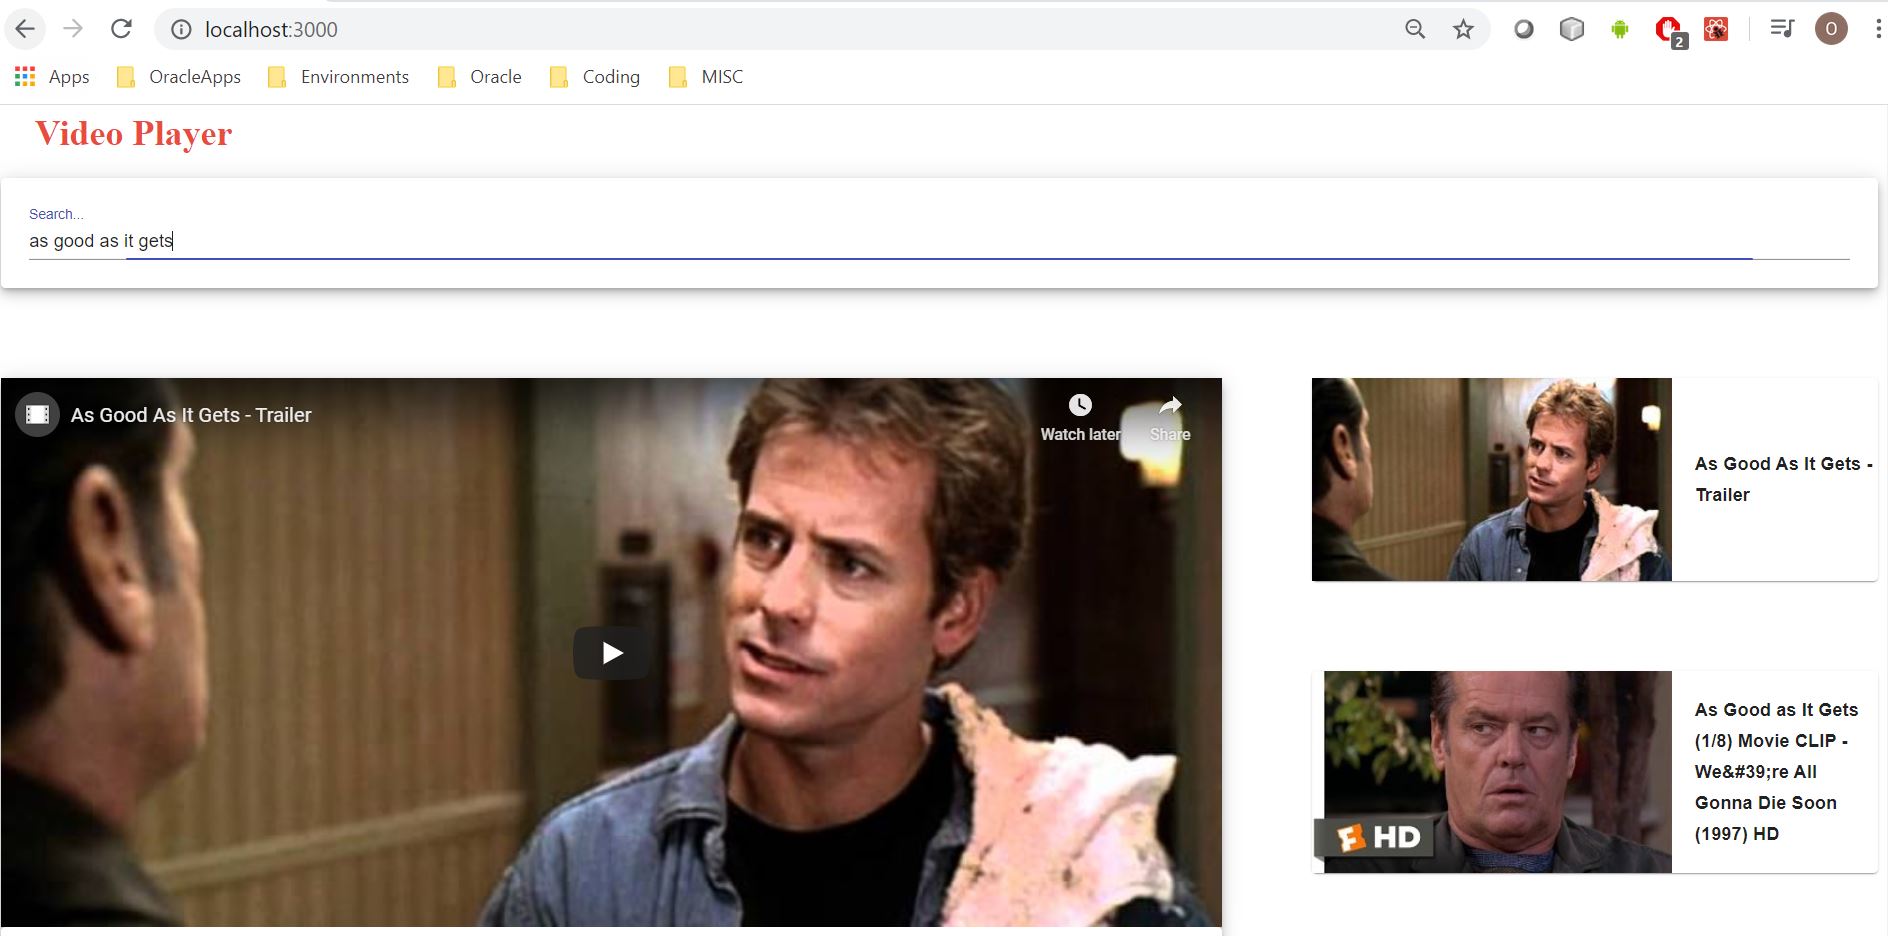 localhost:3000
2
O
Apps OracleApps Environments Oracle Coding MISC
Video Player
Search...
as good as it gets
As Good As It Gets - Trailer
Watch later Share
As Good As It Gets -
Trailer
As Good as It Gets
(1/8) Movie CLIP -
We&#39;re All
Gonna Die Soon
(1997) HD
F HD